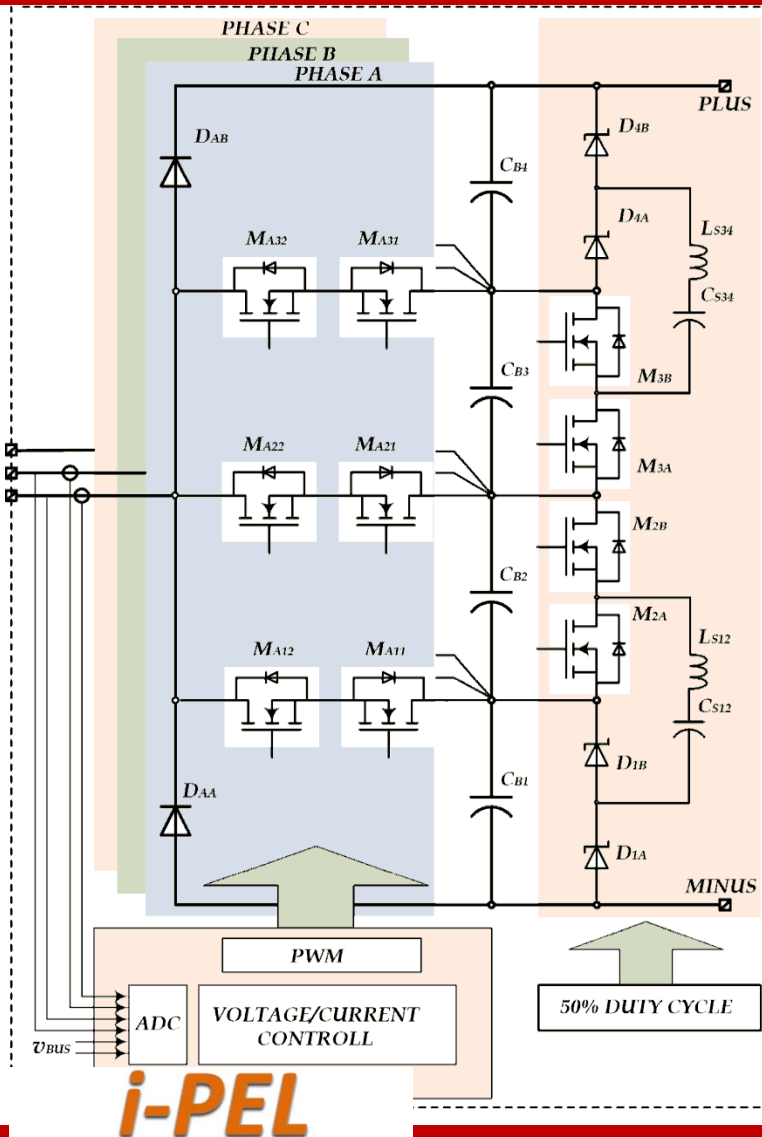 PHASE C
PHASE B
PHASE A
PLUS
DAB
D4B
CB4
MA32
MA31
D4A
LS34
CS34
CB3
M3B
MA22
MA21
M3A
M2B
CB2
M2A
MA12
MA11
LS12
CS12
D1B
DAA
CB1
D1A
MINUS
PWM
ADC
VOLTAGE/CURRENT
CONTROLL
50% DUTY CYCLE
vBUS
i-PEL